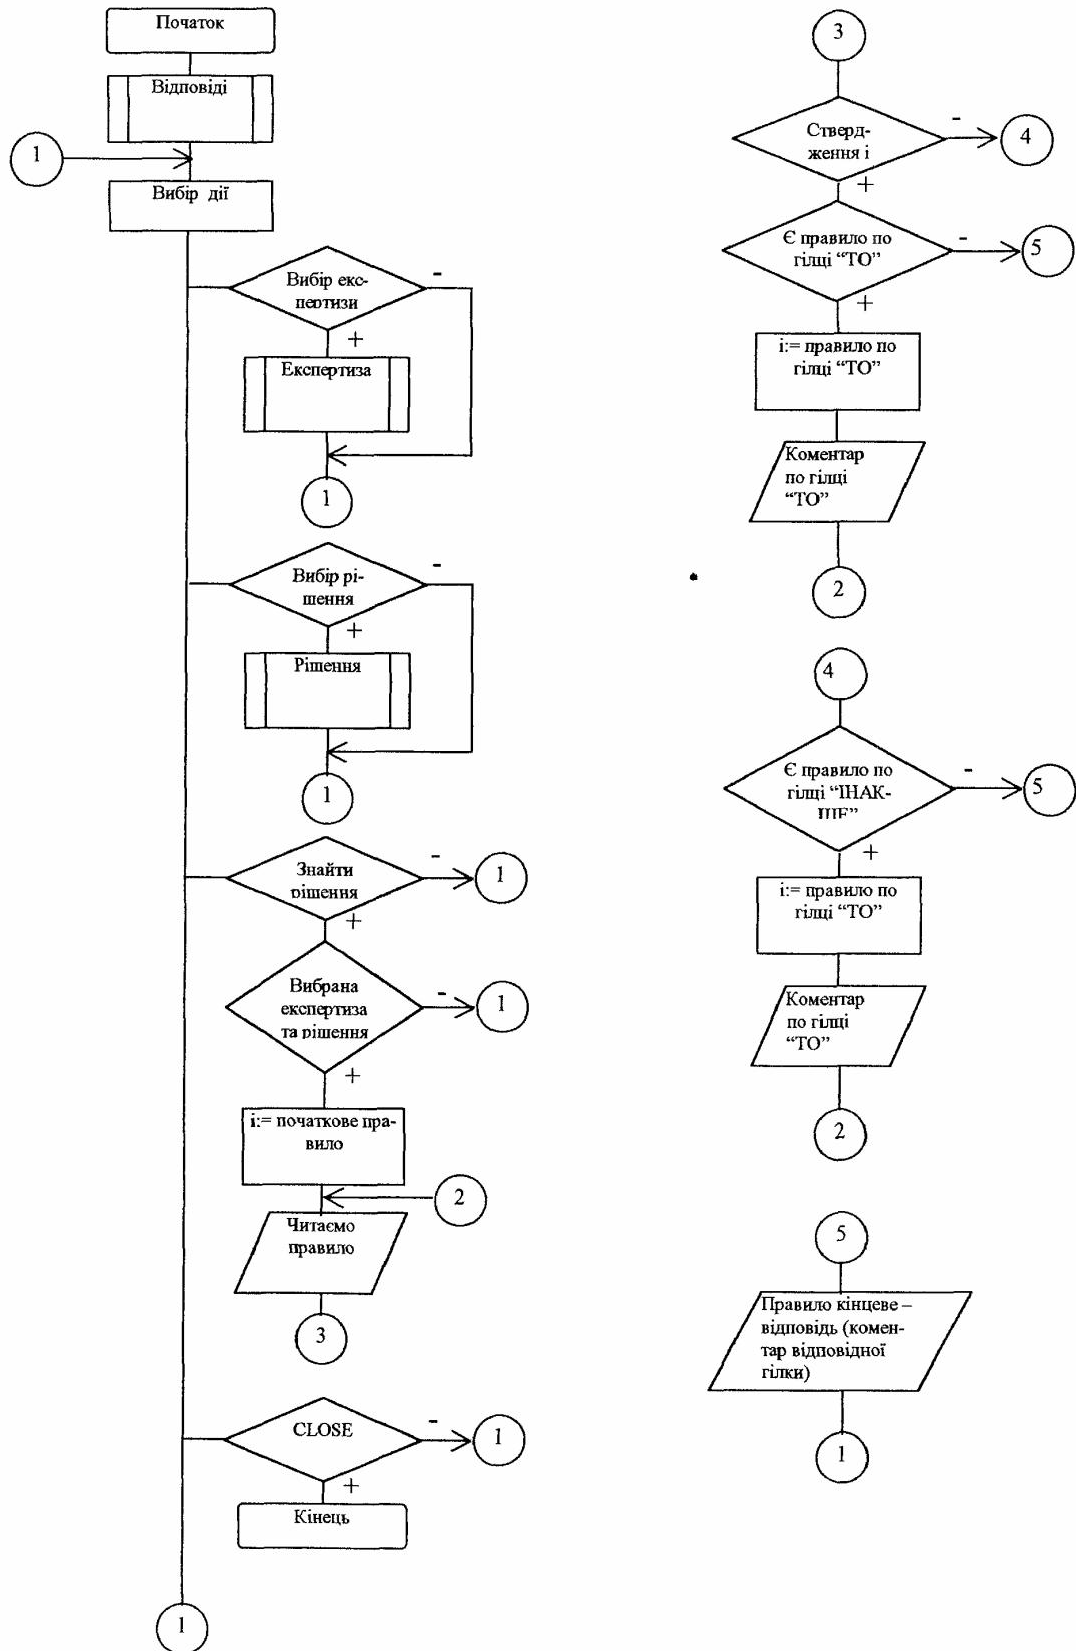 Початок
Відповіді
1
Вибір дії
Вибір екс-
пертизи
-
+
Експертиза
1
Вибір рі-
шення
-
+
Рішення
1
Знайти
рішення
-
1
+
Вибрана
експертиза
та рішення
-
1
+
і:= початкове пра-
вило
2
Читаємо
правило
3
CLOSE
-
1
+
Кінець
1
3
Ствред-
ження і
-
4
+
Є правило по
гілці “ТО”
-
5
+
і:= правило по
гілці “ТО”
Коментар
по гілці
“ТО”
2
4
Є правило по
гілці “ІНАК-
ШЕ”
-
5
+
і:= правило по
гілці “ТО”
Коментар
по гілці
“ТО”
2
5
Правило кінцеве –
відповідь (комен-
тар відповідної
гілки)
1